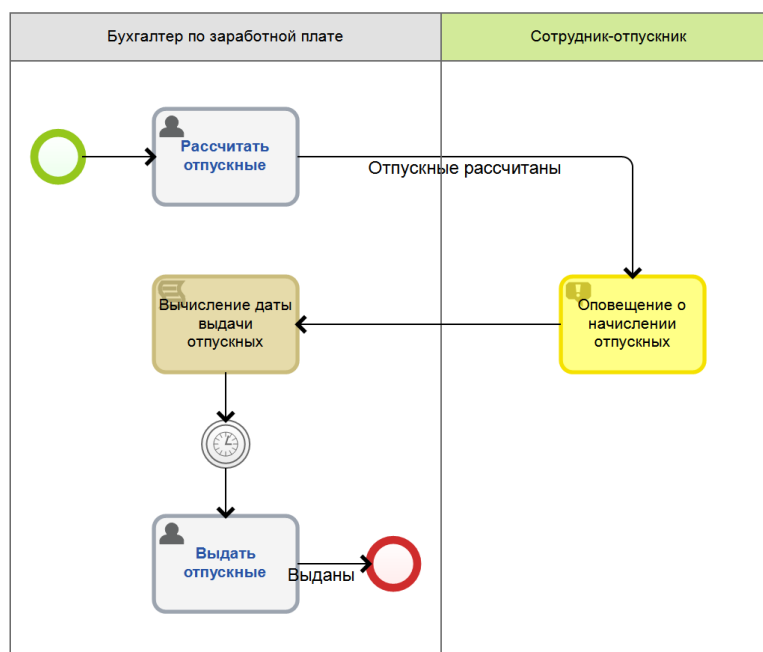 Бухгалтер по заработной плате
Сотрудник-отпускник
Рассчитать
отпускные
Отпускные рассчитаны
Вычисление даты
выдачи
отпускных
Оповещение о
начислении
отпускных
Выдать
отпускные
Выданы